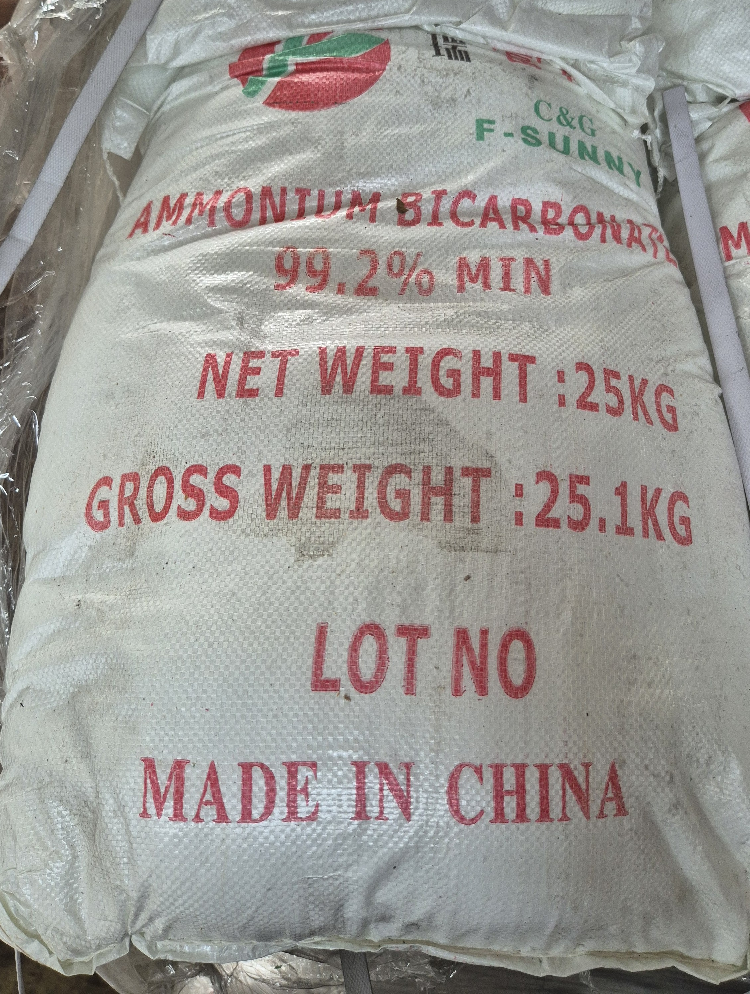 C&G
F-SUNNY
AMMONIUM BICARBONATE
99.2% MIN
NET WEIGHT :25KG
GROSS WEIGHT :25.1KG
LOT NO
MADE IN CHINA
M